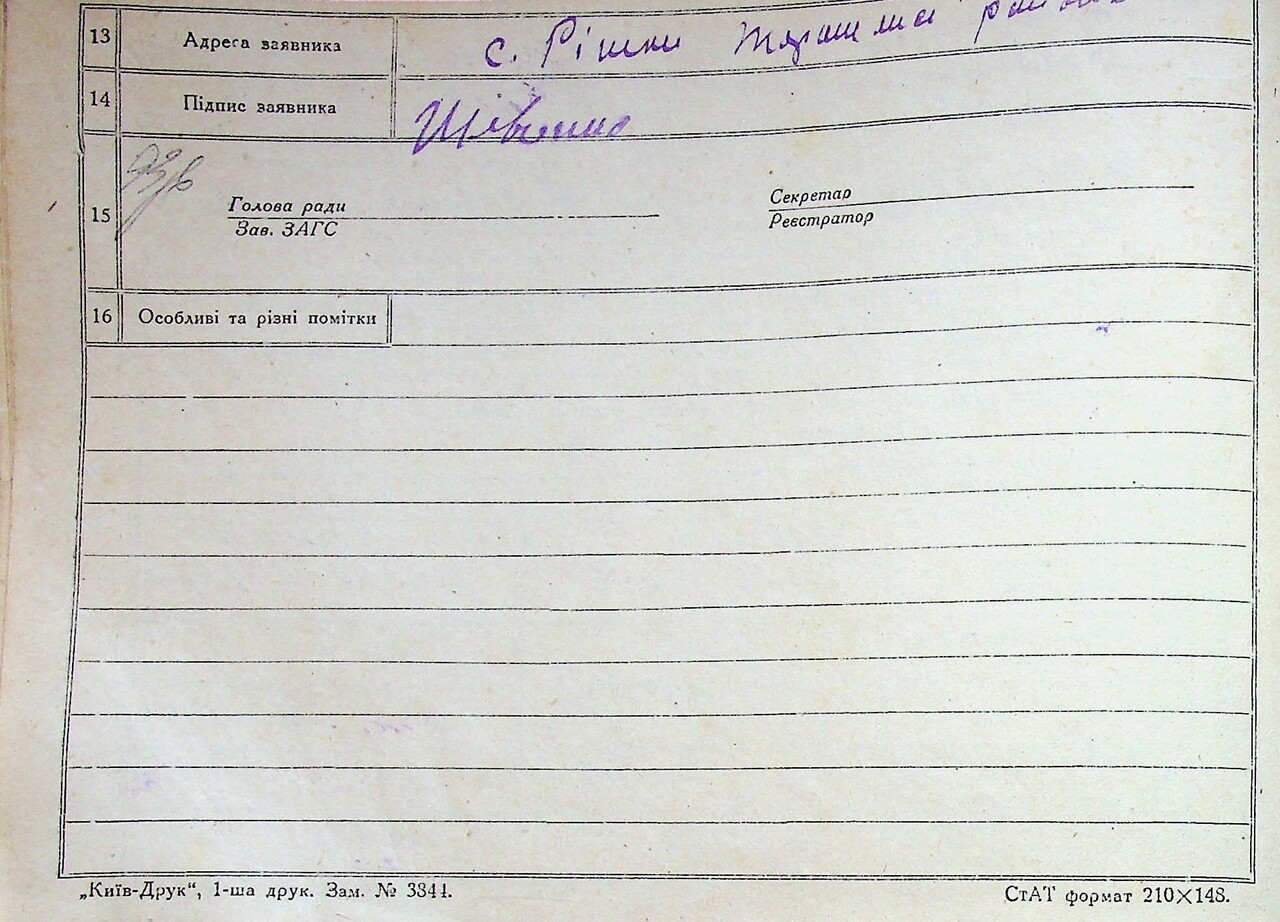 13 Адреса заявника с. Рішки
14 Підпис заявника
15
Голова ради Секретар
Зав. ЗАГС Реєстратор
16 Особливі та різні помітки
„Київ-Друк“, 1-ша друк. Зам. № 3844. СтАТ формат 210×148.